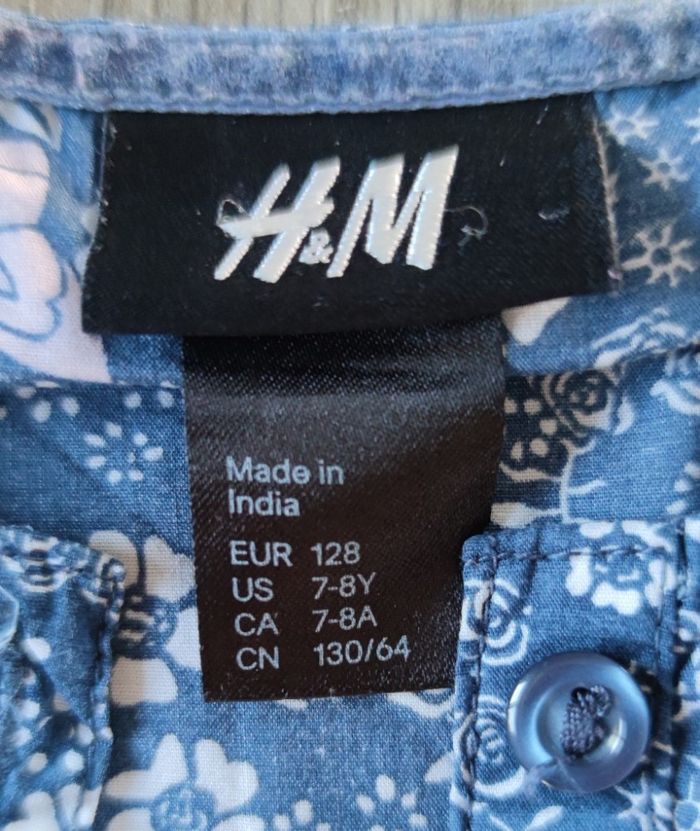 H&M
Made in
India
EUR 128
US 7-8Y
CA 7-8A
CN 130/64